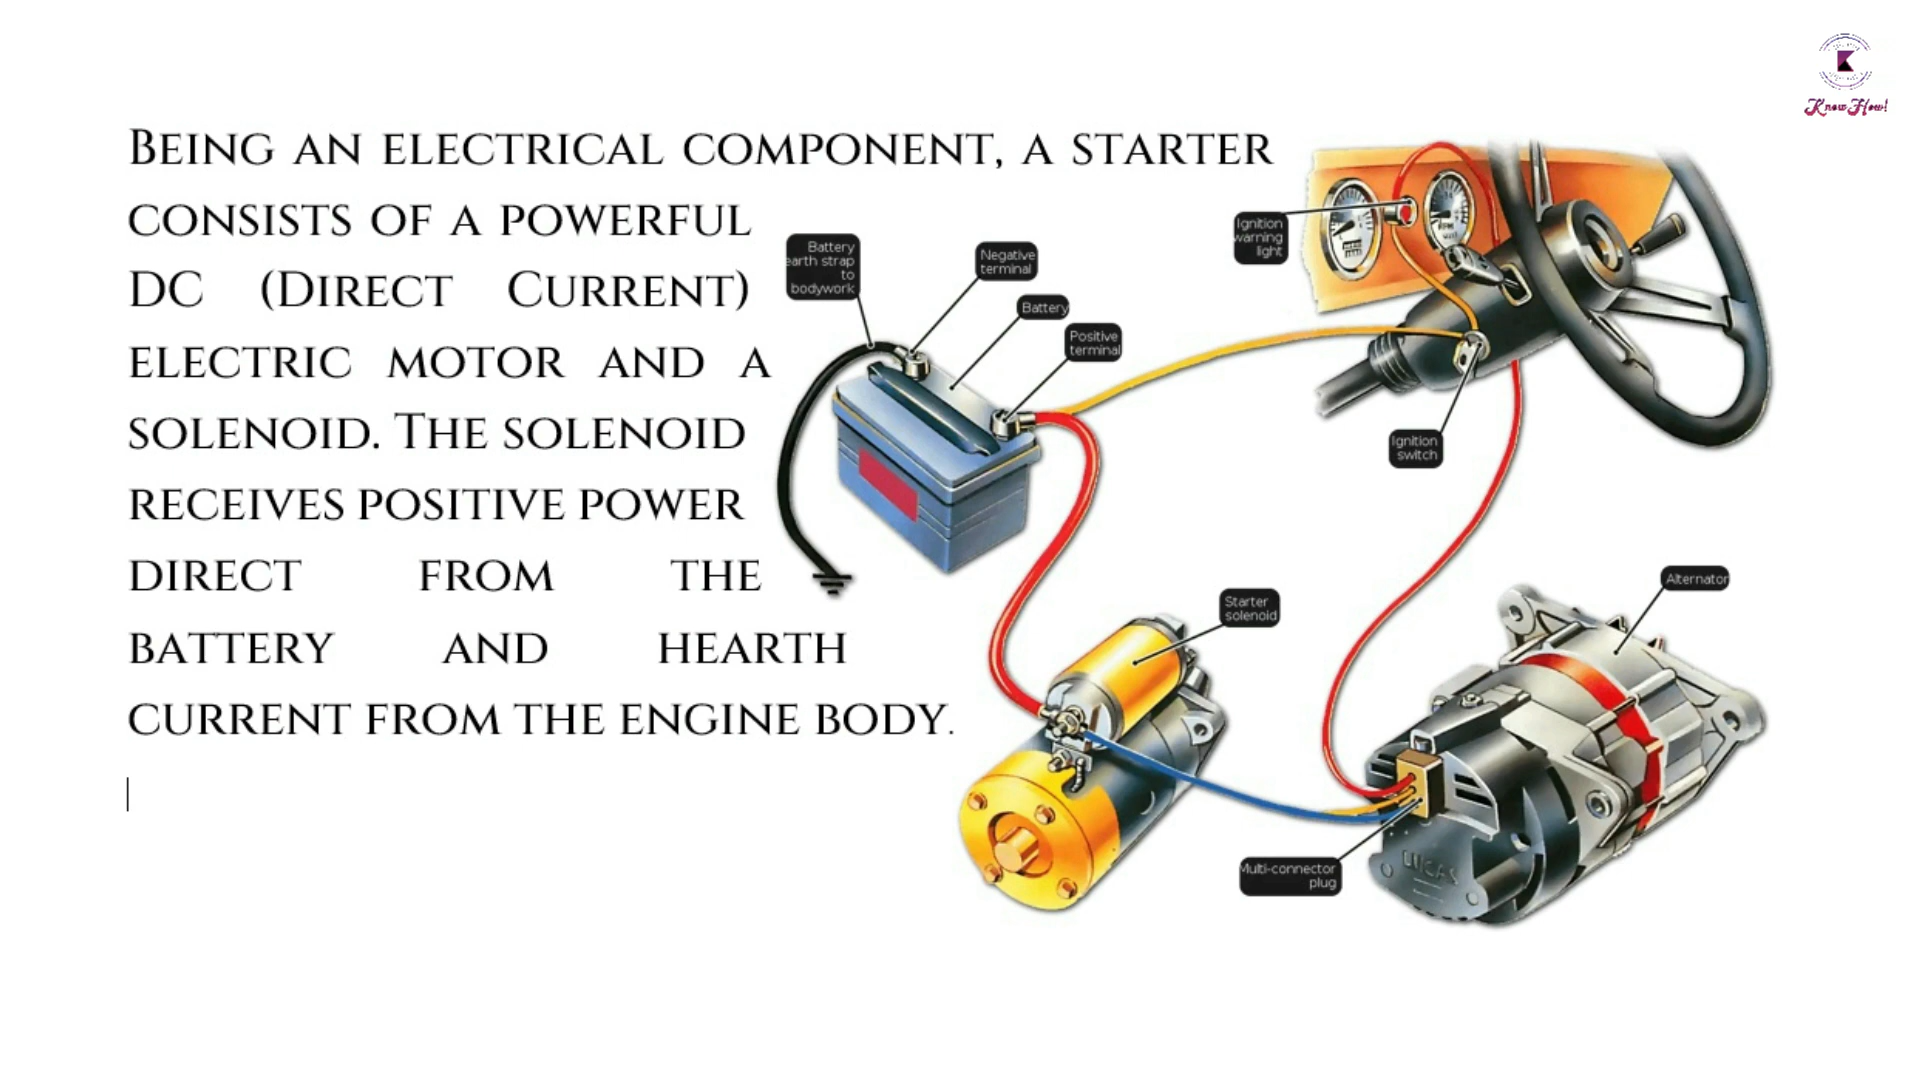 Know How!
BEING AN ELECTRICAL COMPONENT, A STARTER
CONSISTS OF A POWERFUL
DC (DIRECT CURRENT)
ELECTRIC MOTOR AND A
SOLENOID. THE SOLENOID
RECEIVES POSITIVE POWER
DIRECT FROM THE
BATTERY AND HEARTH
CURRENT FROM THE ENGINE BODY.
Battery
earth strap
to
bodywork
Negative
terminal
Battery
Positive
terminal
Ignition
warning
light
Ignition
switch
Starter
solenoid
Alternator
Multi-connector
plug
LUCAS